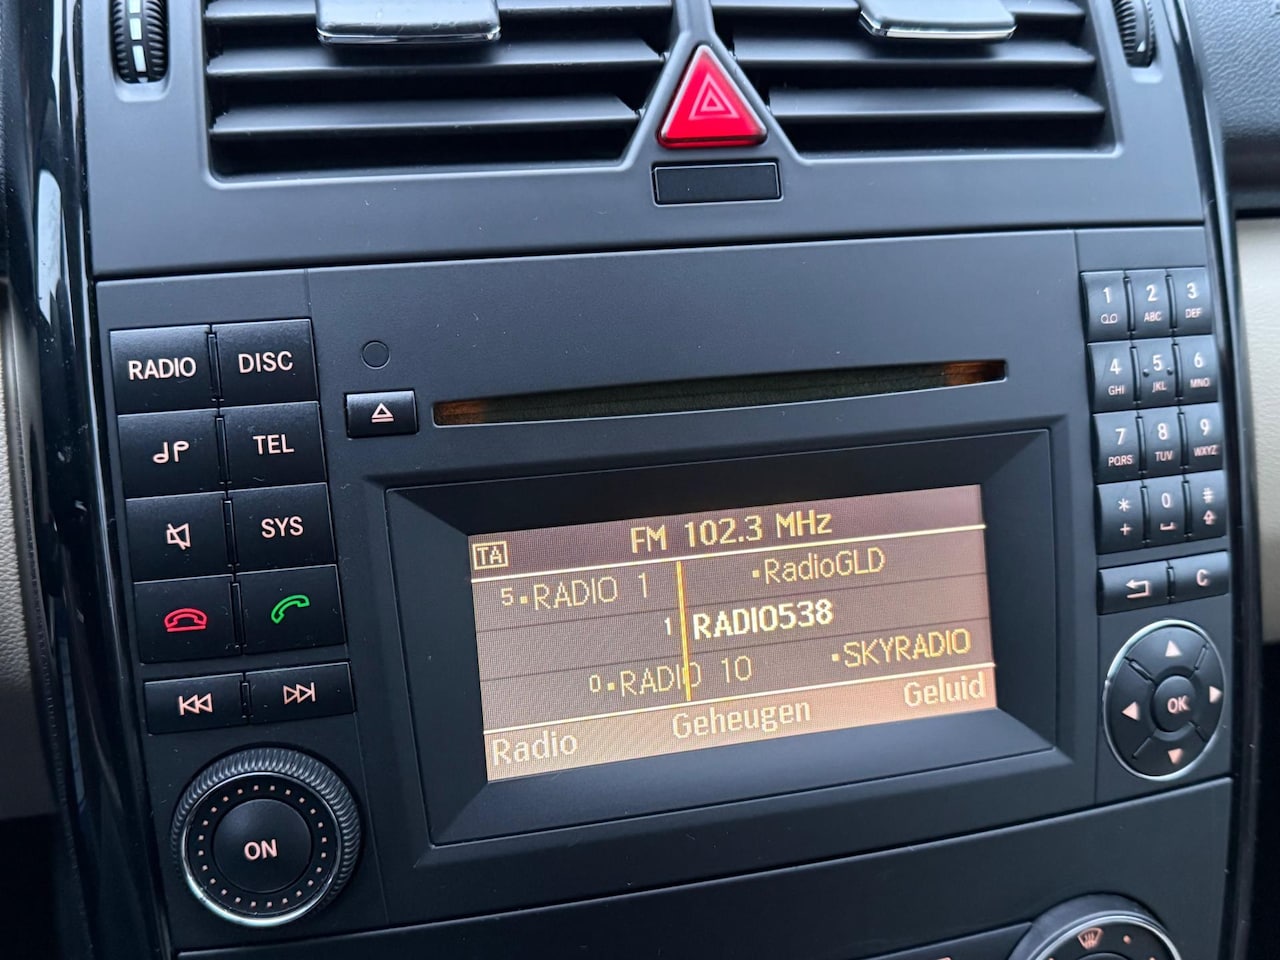 RADIO DISC
TEL
SYS
ON
TA FM 102.3 MHz
5 RADIO 1 RadioGLD
1 RADIO538
0 RADIO 10 SKYRADIO
Radio Geheugen Geluid
1 2 ABC 3 DEF
4 GHI 5 JKL 6 MNO
7 PQRS 8 TUV 9 WXYZ
* + 0 #
C
OK